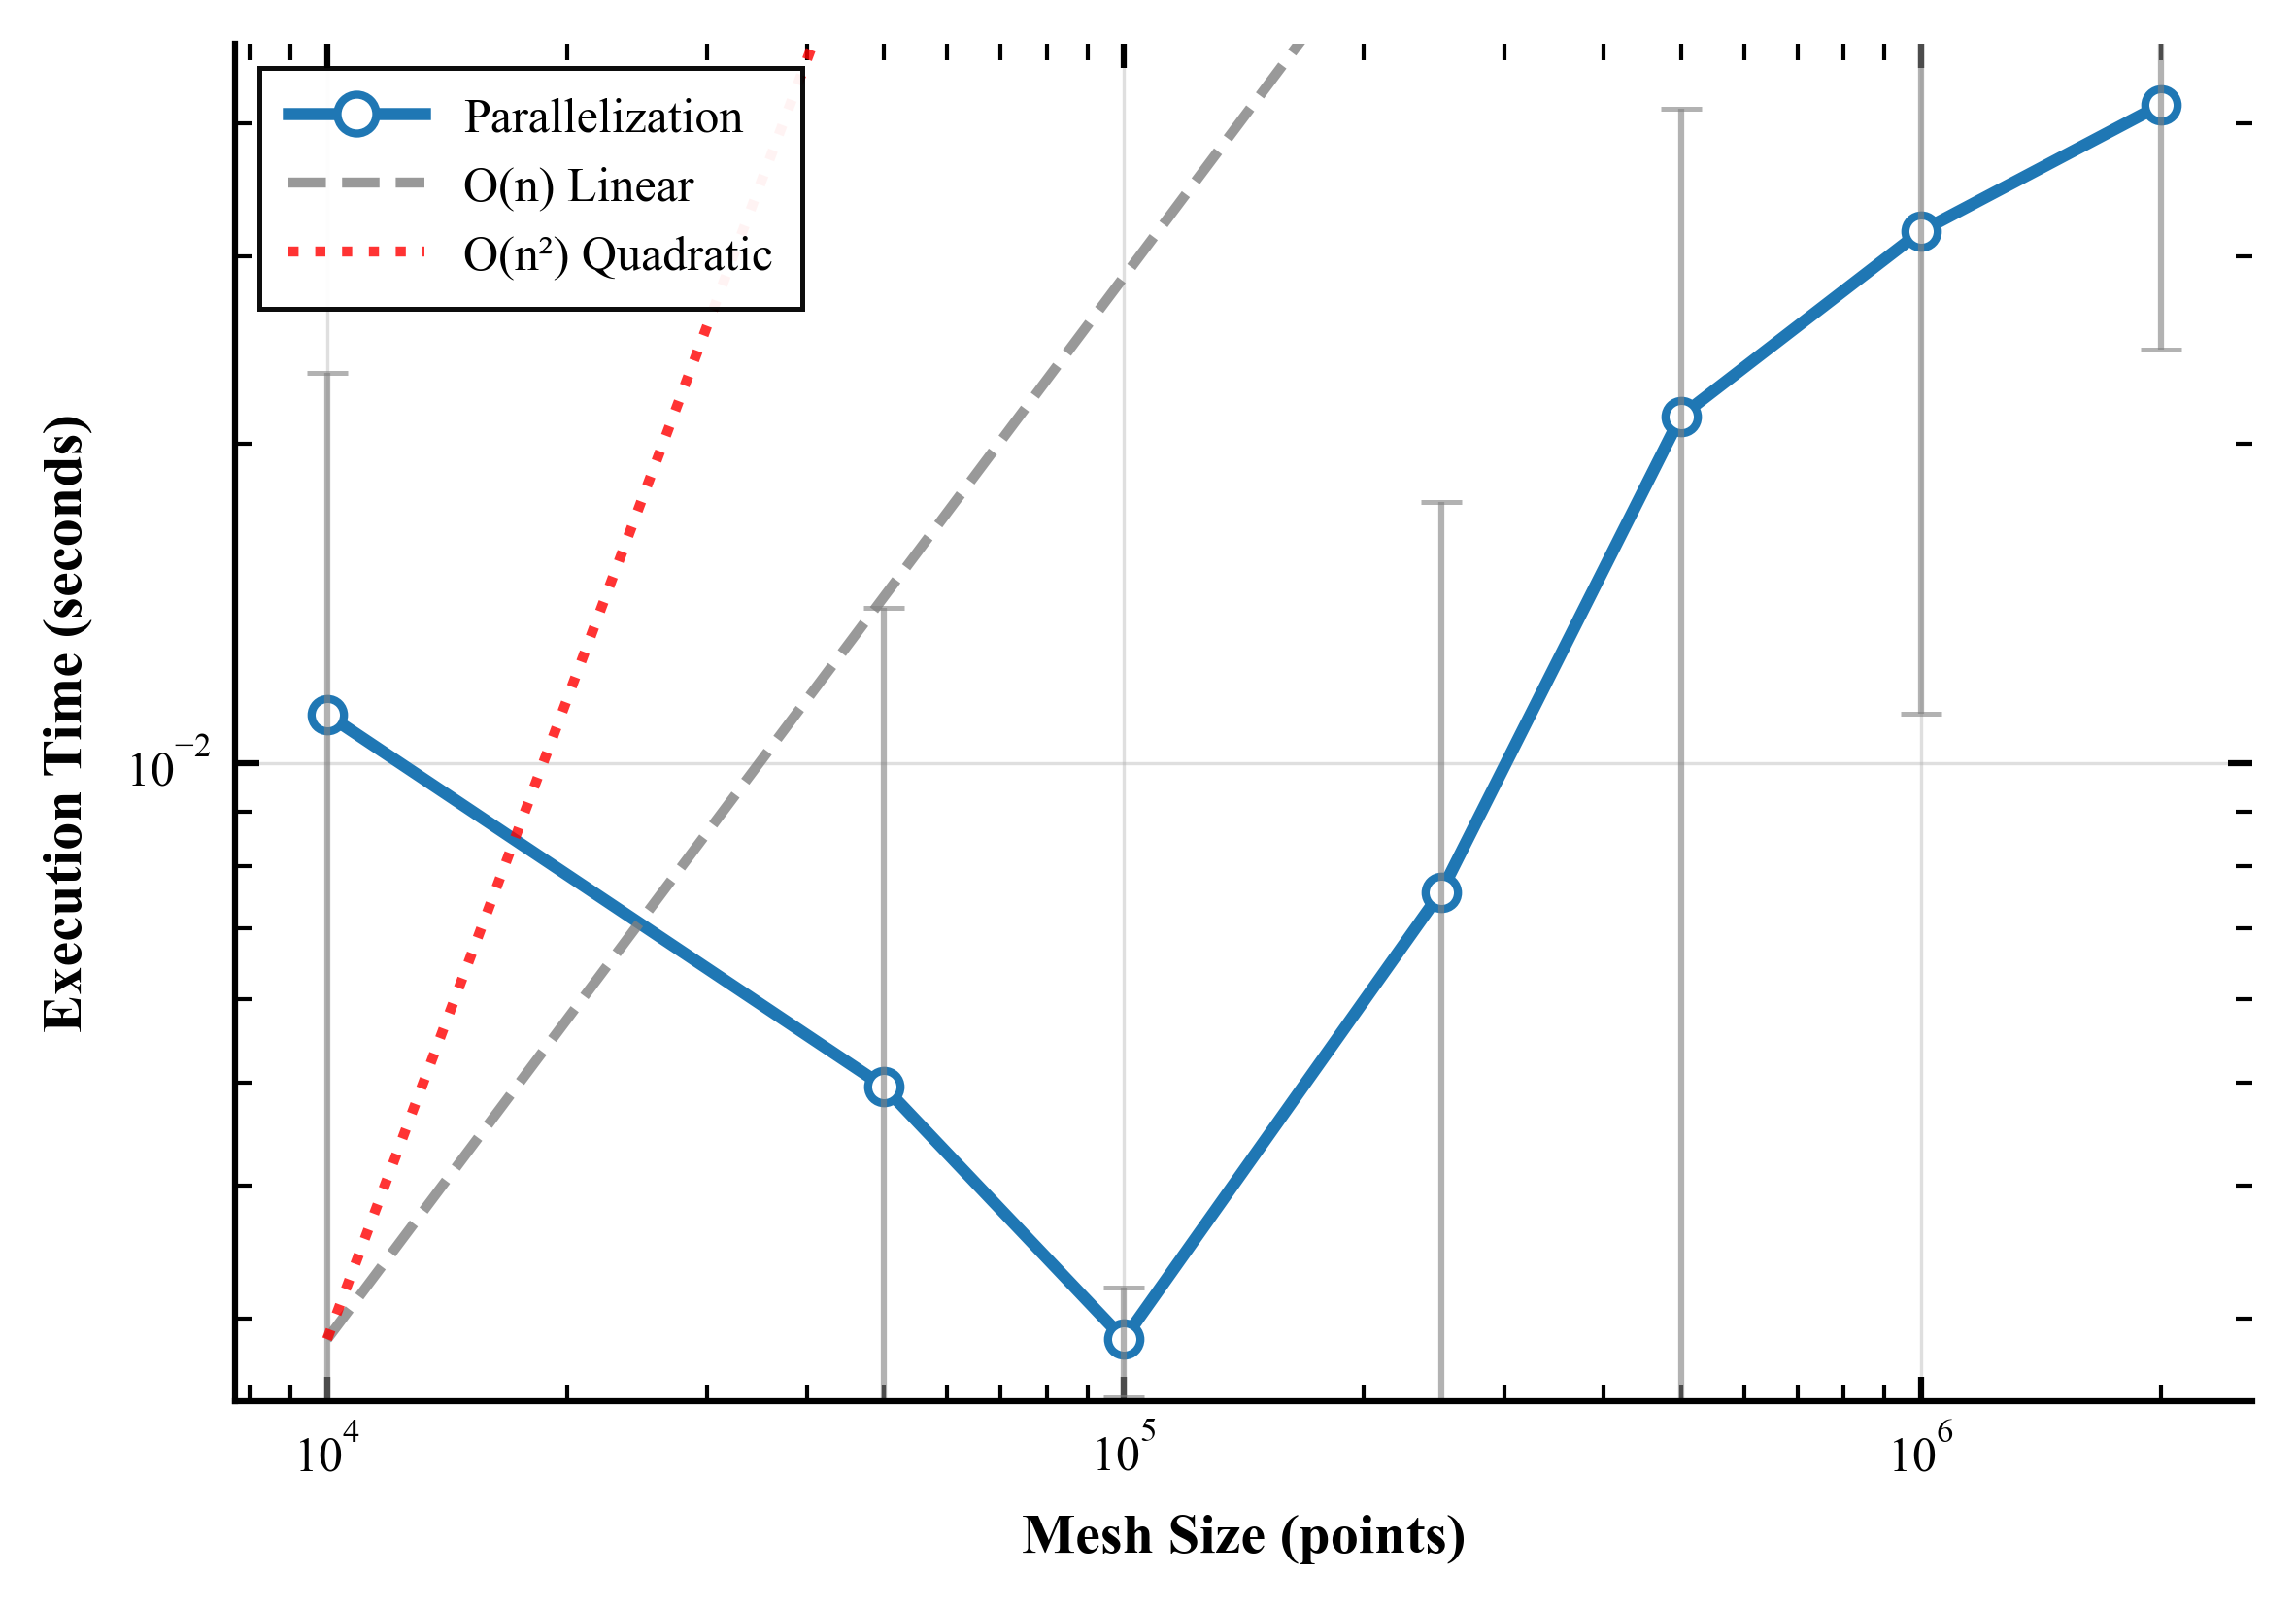 Parallelization
O(n) Linear
O(n²) Quadratic
Execution Time (seconds)
10⁻²
10⁴ 10⁵ 10⁶
Mesh Size (points)